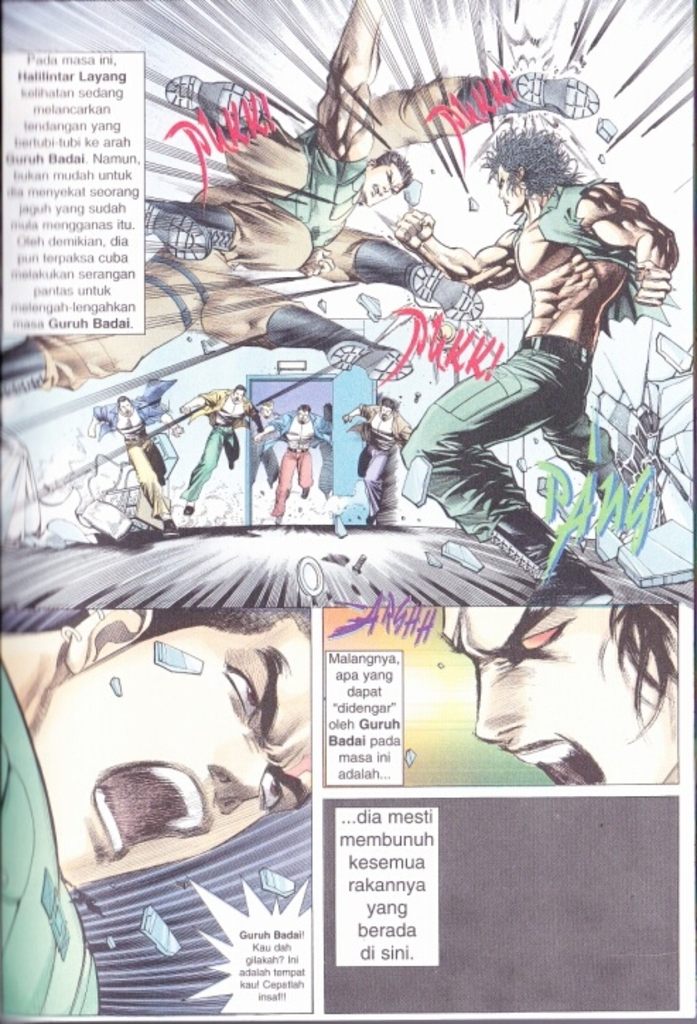 Pada masa ini,
Halilintar Layang
kelihatan sedang
melancarkan
tendangan yang
bertubi-tubi ke arah
Guruh Badai. Namun,
bukan mudah untuk
dia menyekat seorang
jaguh yang sudah
mula mengganas itu.
Oleh demikian, dia
pun terpaksa cuba
melakukan serangan
pantas untuk
melengah-lengahkan
masa Guruh Badai.
PUKK!
PUKK!
PUKK!
PANG
ARGHH
Malangnya,
apa yang
dapat
"didengar"
oleh Guruh
Badai pada
masa ini
adalah...
Guruh Badai!
Kau dah
gilakah? Ini
adalah tempat
kau! Cepatlah
insaf!!
...dia mesti
membunuh
kesemua
rakannya
yang
berada
di sini.